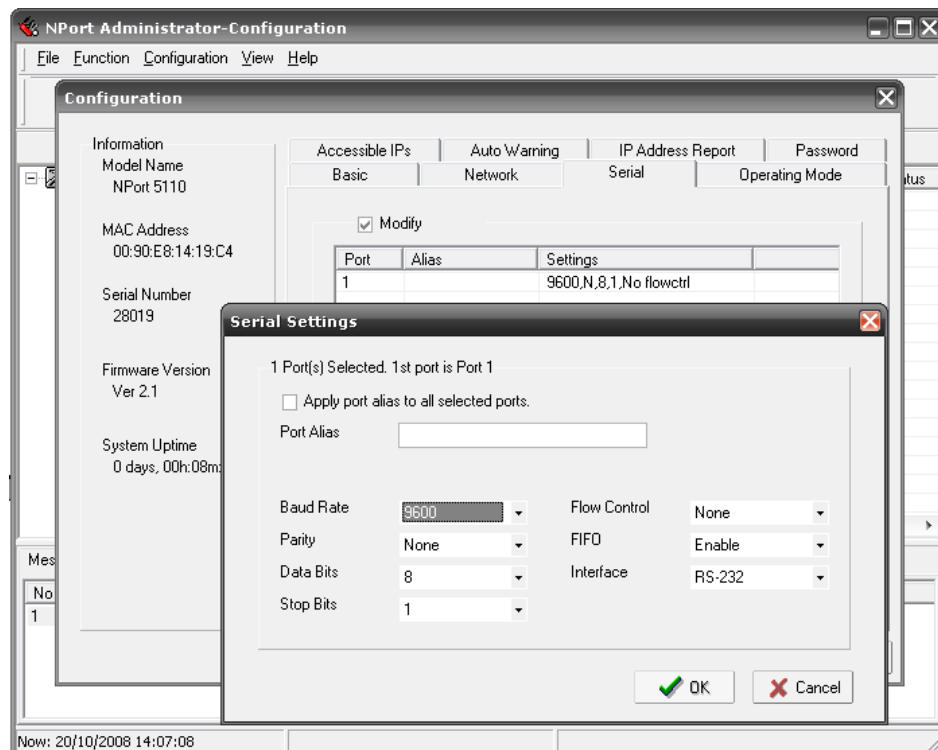 NPort Administrator-Configuration
File Function Configuration View Help
Configuration
Information
Model Name
NPort 5110
MAC Address
00:90:E8:14:19:C4
Serial Number
28019
Firmware Version
Ver 2.1
System Uptime
0 days, 00h:08m:
Accessible IPs Auto Warning IP Address Report Password
Basic Network Serial Operating Mode
Modify
Port Alias Settings
1 9600,N,8,1,No flowctrl
Serial Settings
1 Port(s) Selected. 1st port is Port 1
Apply port alias to all selected ports.
Port Alias
Baud Rate 9600 Flow Control None
Parity None FIFO Enable
Data Bits 8 Interface RS-232
Stop Bits 1
OK Cancel
Mes
No
1
Now: 20/10/2008 14:07:08